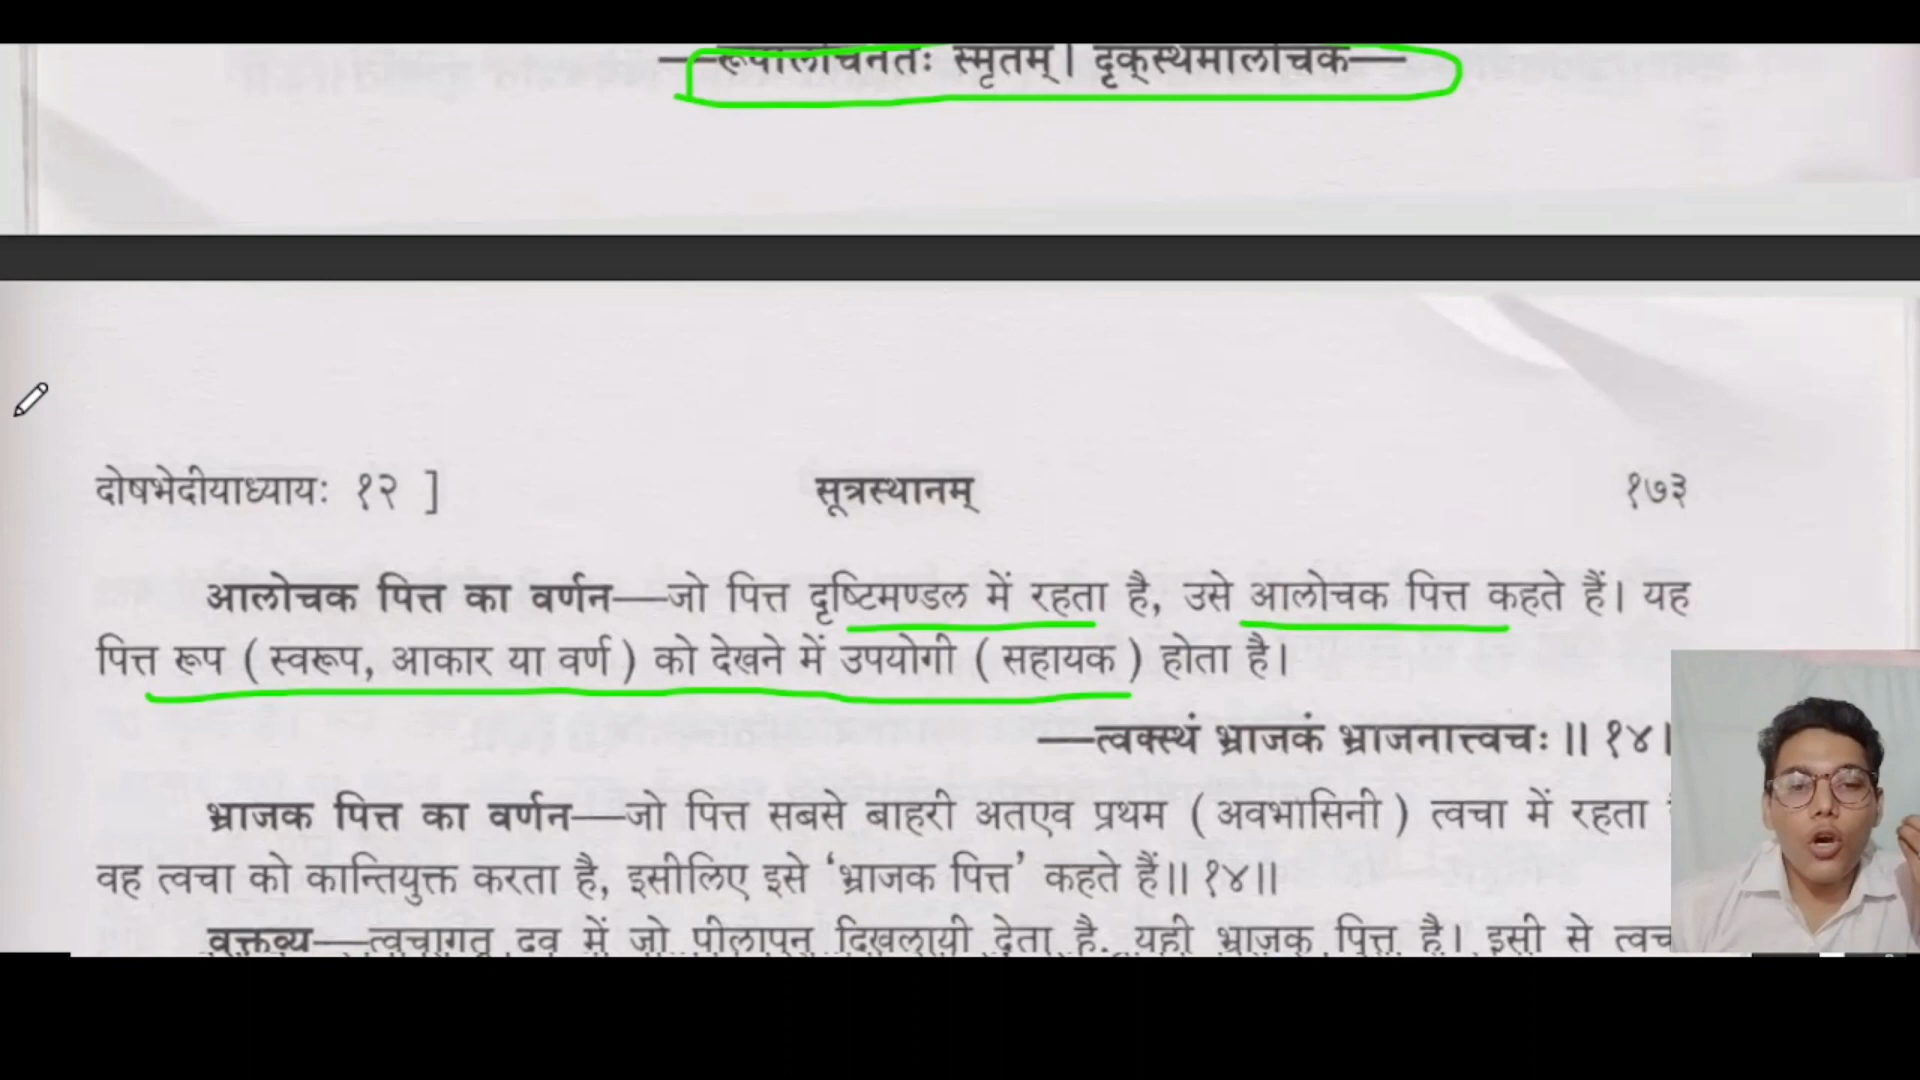 —रूपालोचनतः स्मृतम्। दृक्स्थमालोचक—
दोषभेदीयाध्यायः १२ ] सूत्रस्थानम् १७३
आलोचक पित्त का वर्णन—जो पित्त दृष्टिमण्डल में रहता है, उसे आलोचक पित्त कहते हैं। यह
पित्त रूप ( स्वरूप, आकार या वर्ण ) को देखने में उपयोगी ( सहायक ) होता है।
—त्वक्स्थं भ्राजकं भ्राजनात्त्वचः॥ १४।
भ्राजक पित्त का वर्णन—जो पित्त सबसे बाहरी अतएव प्रथम ( अवभासिनी ) त्वचा में रहता
वह त्वचा को कान्तियुक्त करता है, इसीलिए इसे ‘भ्राजक पित्त’ कहते हैं॥ १४॥
वक्तव्य—त्वचागत द्रव में जो पीलापन दिखलायी देता है, यही भ्राजक पित्त है। इसी से